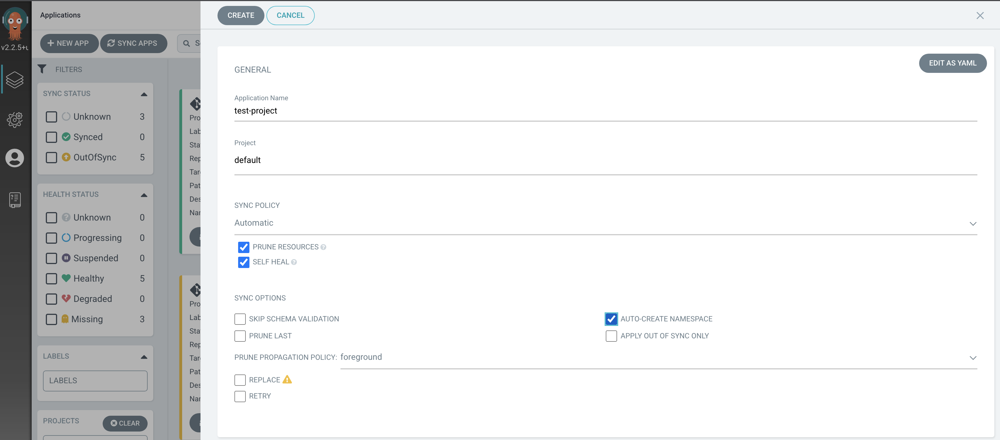 v2.2.5+u
Applications
NEW APP
SYNC APPS
FILTERS
SYNC STATUS
Unknown 3
Synced 0
OutOfSync 5
HEALTH STATUS
Unknown 0
Progressing 0
Suspended 0
Healthy 5
Degraded 0
Missing 3
LABELS
LABELS
PROJECTS
CLEAR
Pro
Lab
Sta
Rep
Tar
Pat
Des
Nar
Pro
Lab
Sta
Rep
Tar
Pat
Des
Nar
CREATE
CANCEL
GENERAL
EDIT AS YAML
Application Name
test-project
Project
default
SYNC POLICY
Automatic
PRUNE RESOURCES
SELF HEAL
SYNC OPTIONS
SKIP SCHEMA VALIDATION
AUTO-CREATE NAMESPACE
PRUNE LAST
APPLY OUT OF SYNC ONLY
PRUNE PROPAGATION POLICY: foreground
REPLACE
RETRY